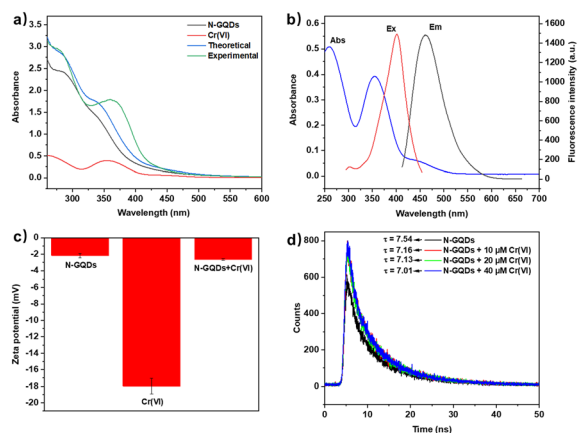 a)
N-GQDs
Cr(VI)
Theoretical
Experimental
Absorbance
3.5
3.0
2.5
2.0
1.5
1.0
0.5
0.0
300 350 400 450 500 550 600
Wavelength (nm)
b)
Abs
Ex
Em
Absorbance
0.6
0.5
0.4
0.3
0.2
0.1
0.0
250 300 350 400 450 500 550 600 650 700
Wavelength (nm)
1600
1400
1200
1000
800
600
400
200
0
Fluorescence intensity (a.u.)
c)
Zeta potential (mV)
0
-2
-4
-6
-8
-10
-12
-14
-16
-18
-20
N-GQDs
Cr(VI)
N-GQDs+Cr(VI)
d)
τ = 7.54 N-GQDs
τ = 7.16 N-GQDs + 10 µM Cr(VI)
τ = 7.13 N-GQDs + 20 µM Cr(VI)
τ = 7.01 N-GQDs + 40 µM Cr(VI)
Counts
800
600
400
200
0
0 10 20 30 40 50
Time (ns)